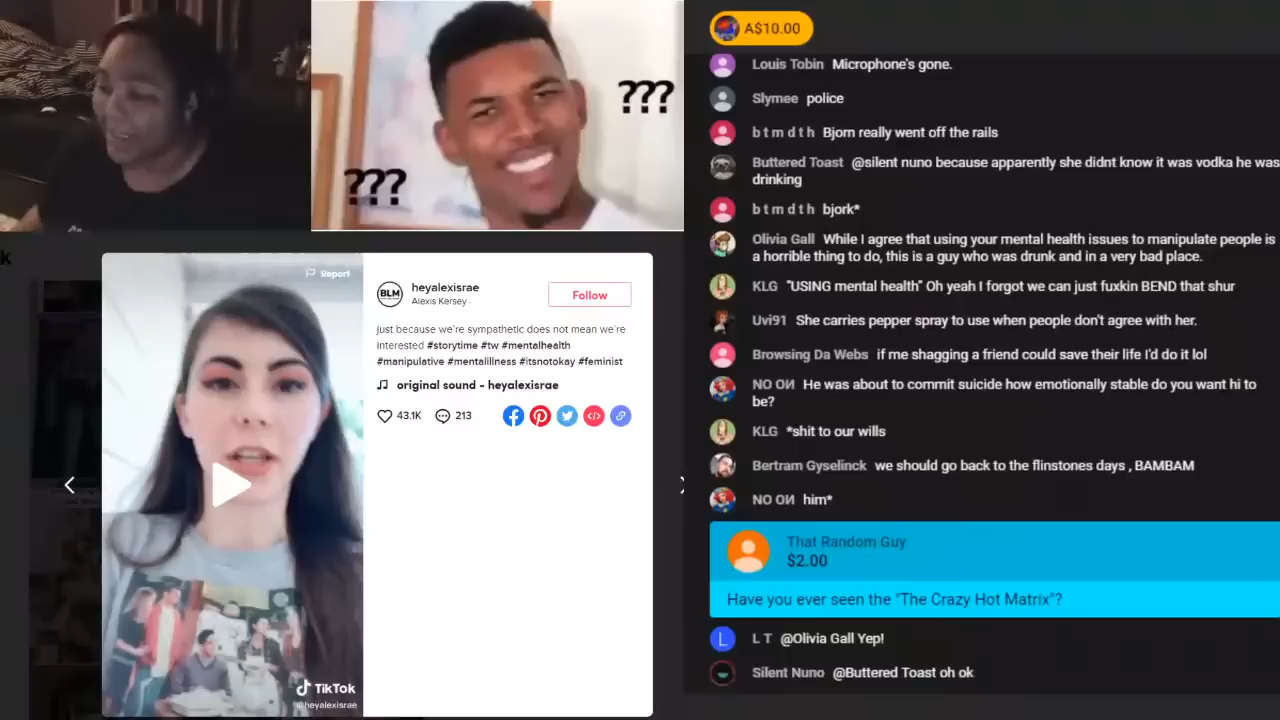 ???
???
k
Report
TikTok
@heyalexisrae
BLM
heyalexisrae
Alexis Kersey ·
Follow
just because we're sympathetic does not mean we're
interested #storytime #tw #mentalhealth
#manipulative #mentalillness #itsnotokay #feminist
original sound - heyalexisrae
43.1K
213
A$10.00
Louis Tobin Microphone's gone.
Slymee police
b t m d t h Bjorn really went off the rails
Buttered Toast @silent nuno because apparently she didnt know it was vodka he was
drinking
b t m d t h bjork*
Olivia Gall While I agree that using your mental health issues to manipulate people is
a horrible thing to do, this is a guy who was drunk and in a very bad place.
KLG "USING mental health" Oh yeah I forgot we can just fuxkin BEND that shur
Uvi91 She carries pepper spray to use when people don't agree with her.
Browsing Da Webs if me shagging a friend could save their life I'd do it lol
NO OИ He was about to commit suicide how emotionally stable do you want hi to
be?
KLG *shit to our wills
Bertram Gyselinck we should go back to the flinstones days , BAMBAM
NO OИ him*
That Random Guy
$2.00
Have you ever seen the "The Crazy Hot Matrix"?
L
L T @Olivia Gall Yep!
Silent Nuno @Buttered Toast oh ok